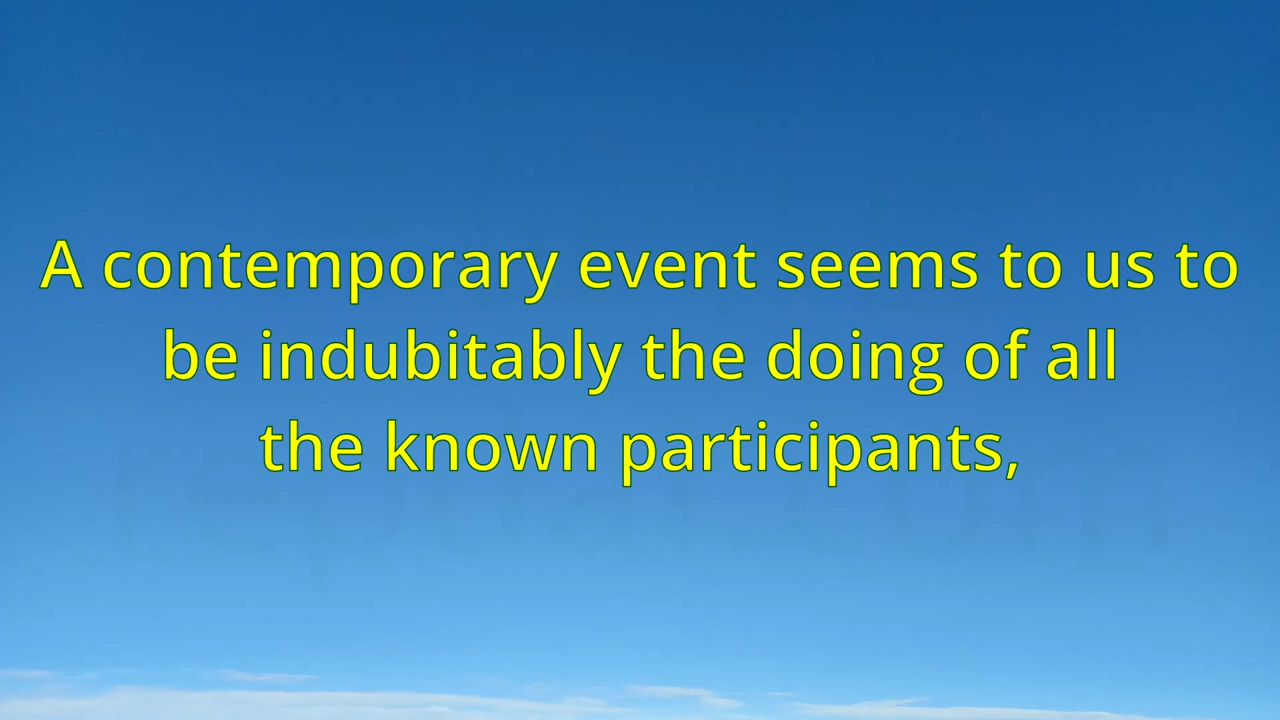 A contemporary event seems to us to
be indubitably the doing of all
the known participants,